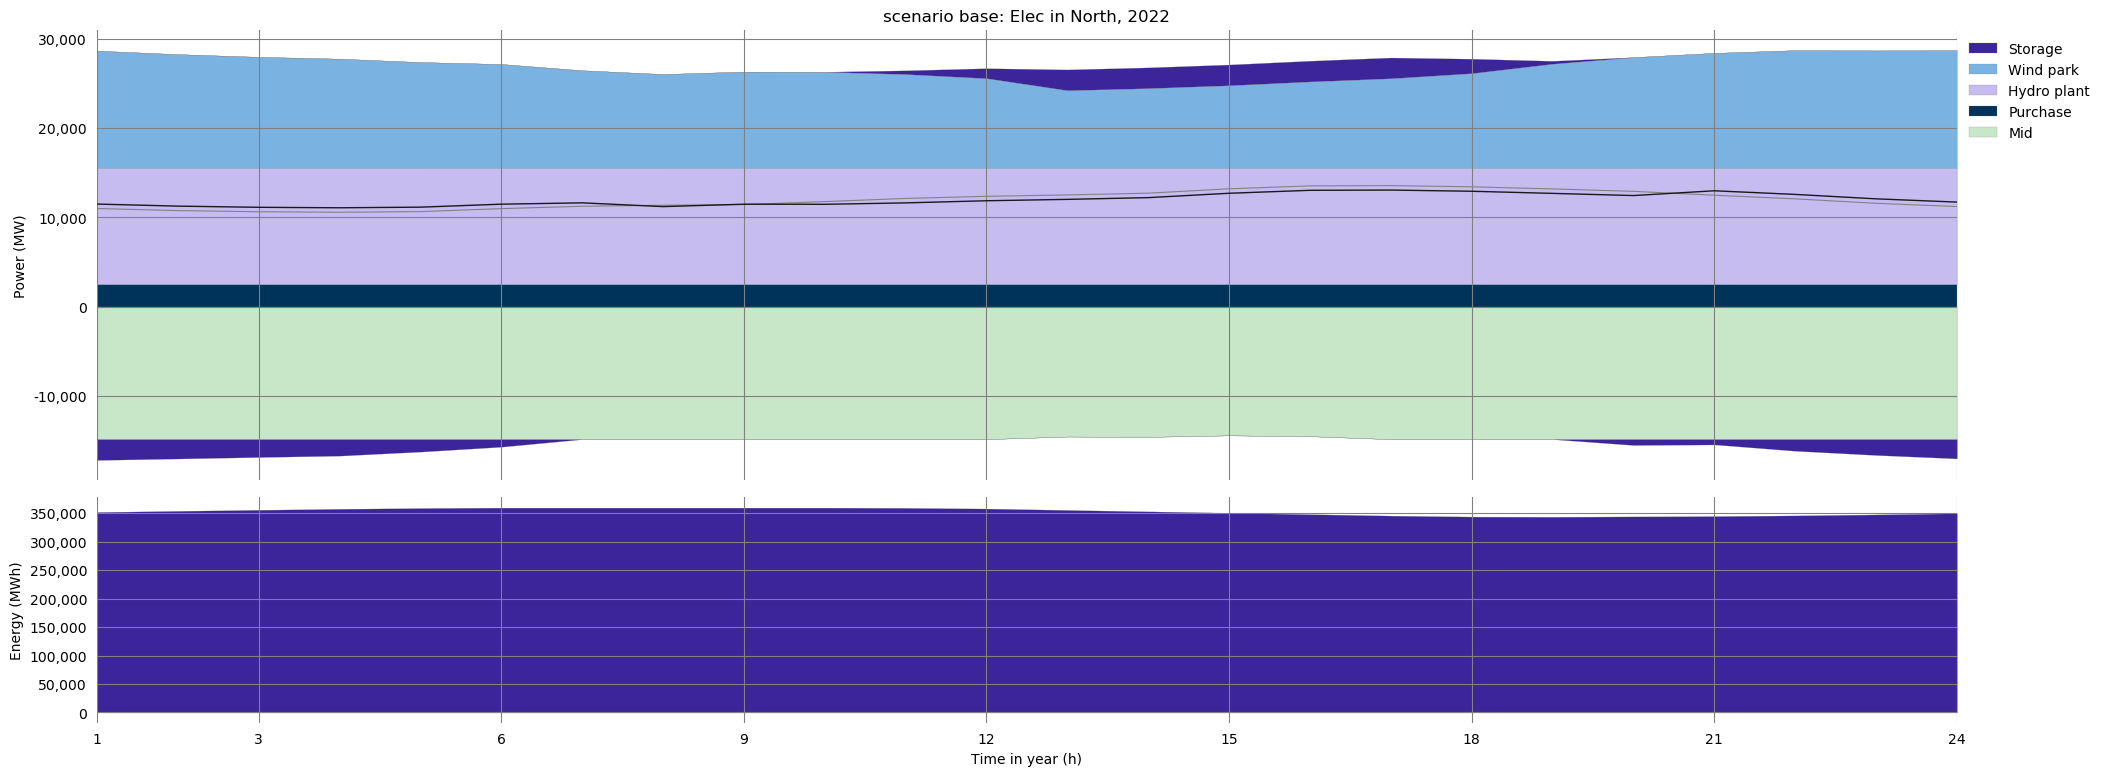 scenario base: Elec in North, 2022
30,000
20,000
10,000
0
-10,000
Power (MW)
Storage
Wind park
Hydro plant
Purchase
Mid
350,000
300,000
250,000
200,000
150,000
100,000
50,000
0
Energy (MWh)
1 3 6 9 12 15 18 21 24
Time in year (h)